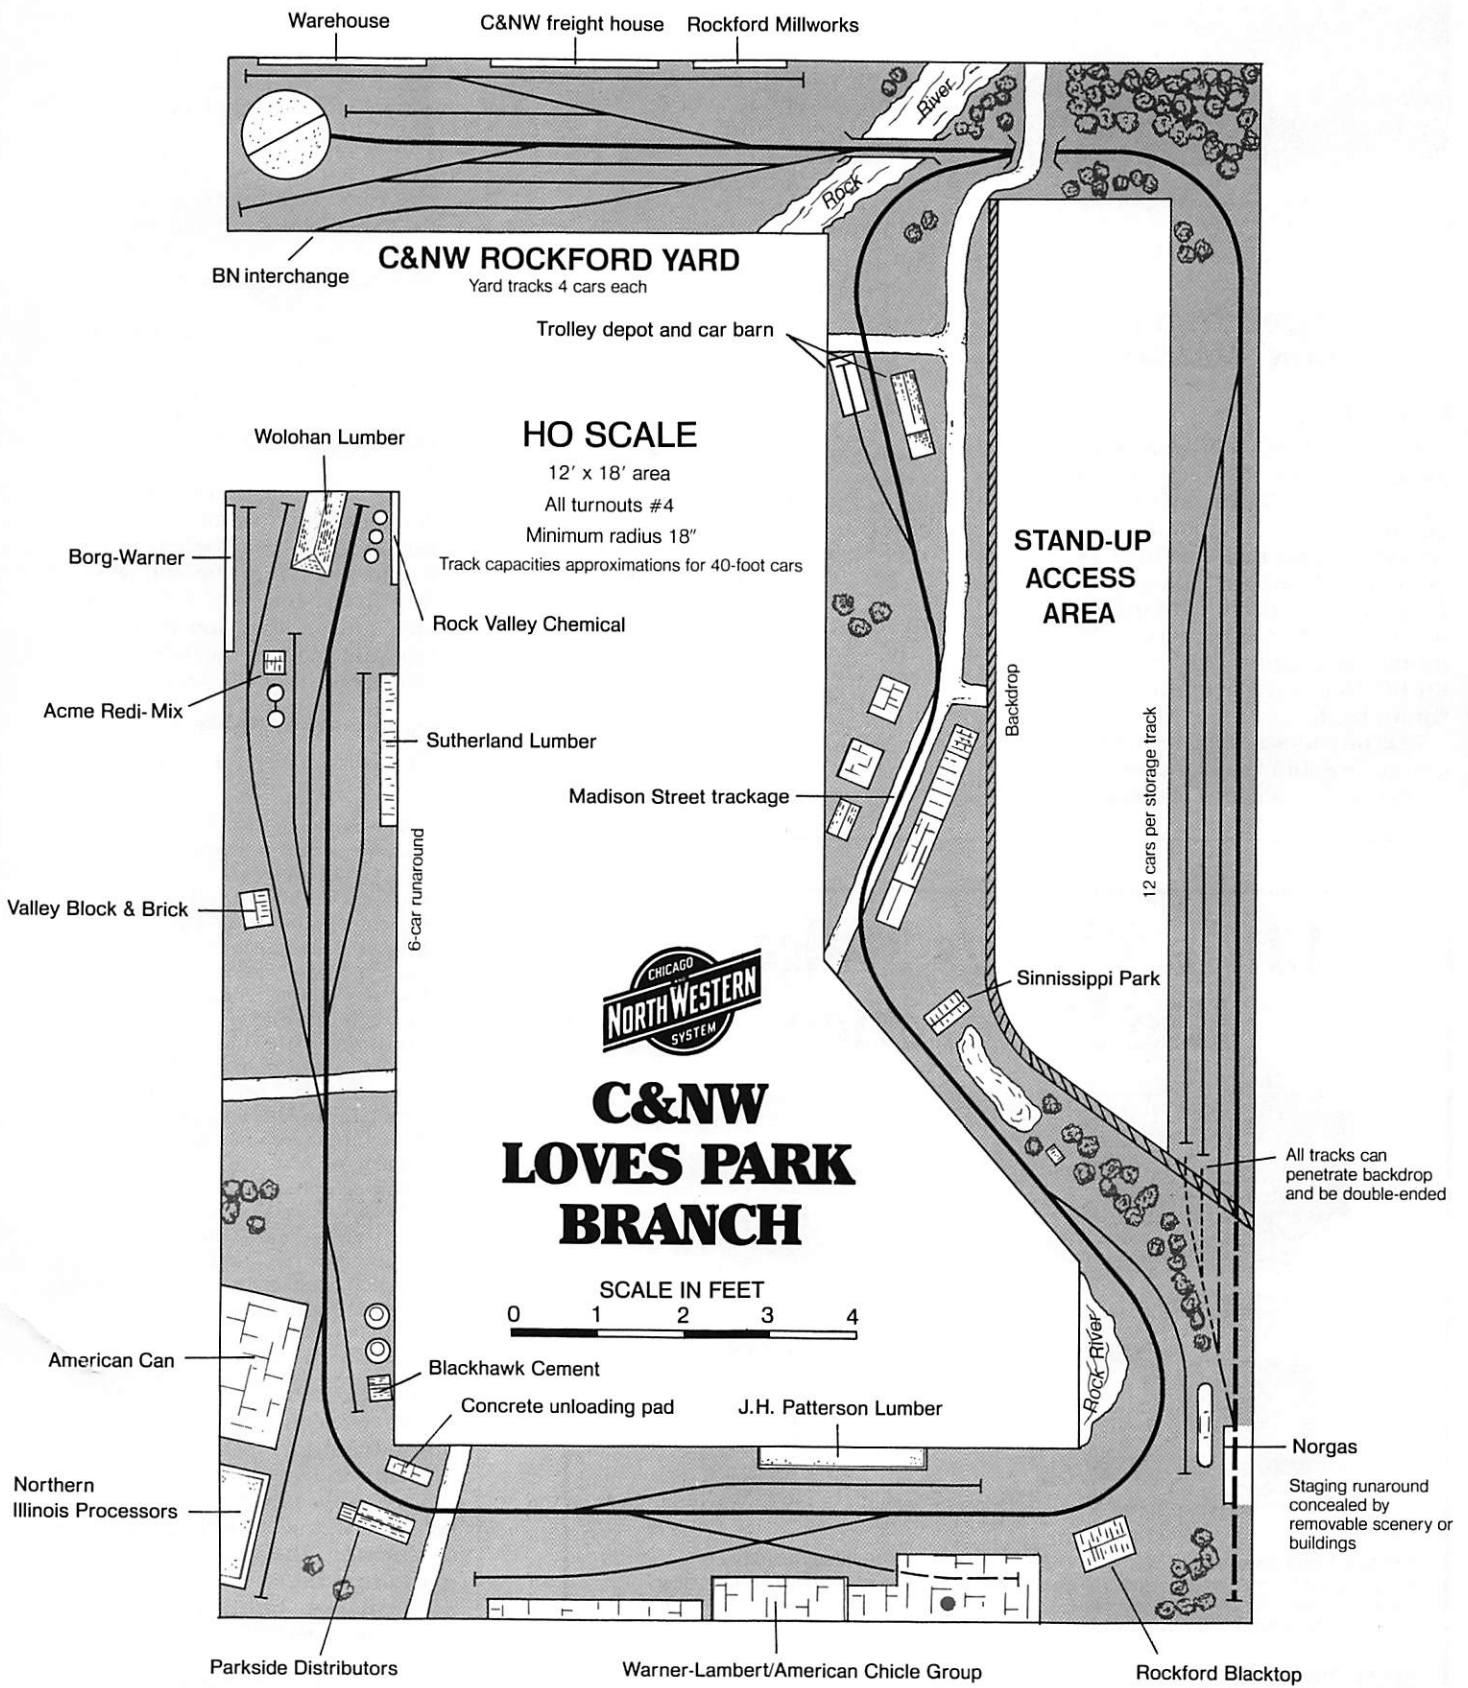 Warehouse
C&NW freight house
Rockford Millworks
River
Rock
C&NW ROCKFORD YARD
Yard tracks 4 cars each
BN interchange
Trolley depot and car barn
Wolohan Lumber
HO SCALE
12' x 18' area
All turnouts #4
Minimum radius 18"
Track capacities approximations for 40-foot cars
STAND-UP
ACCESS
AREA
Borg-Warner
Rock Valley Chemical
Acme Redi-Mix
Sutherland Lumber
Backdrop
12 cars per storage track
Madison Street trackage
6-car runaround
Valley Block & Brick
CHICAGO
AND
NORTH WESTERN
SYSTEM
Sinnissippi Park
C&NW
LOVES PARK
BRANCH
All tracks can
penetrate backdrop
and be double-ended
SCALE IN FEET
0 1 2 3 4
Rock River
American Can
Blackhawk Cement
Concrete unloading pad
J.H. Patterson Lumber
Norgas
Northern
Illinois Processors
Staging runaround
concealed by
removable scenery or
buildings
Parkside Distributors
Warner-Lambert/American Chicle Group
Rockford Blacktop